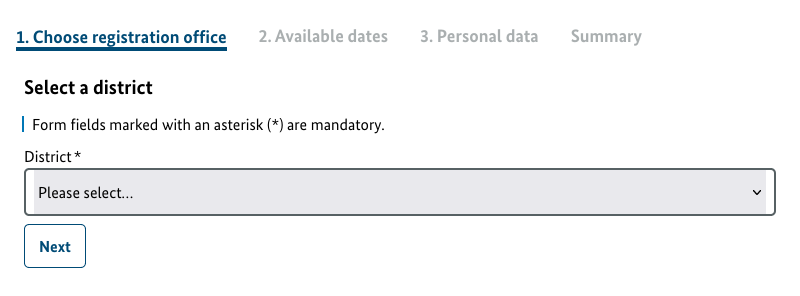 1. Choose registration office 2. Available dates 3. Personal data Summary
Select a district
Form fields marked with an asterisk (*) are mandatory.
District *
Please select...
Next